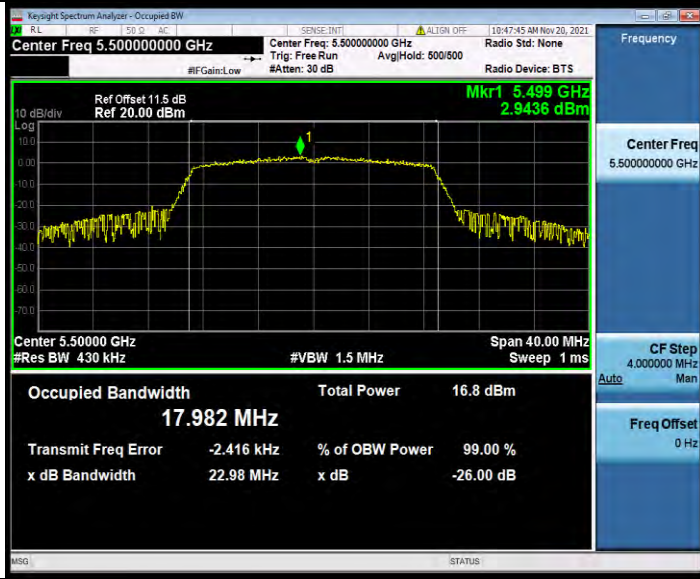 Keysight Spectrum Analyzer - Occupied BW
RL RF 50 Ω AC SENSE:INT ALIGN OFF 10:47:45 AM Nov 20, 2021
Center Freq 5.500000000 GHz
Center Freq: 5.500000000 GHz Radio Std: None
Trig: Free Run Avg|Hold: 500/500
#IFGain:Low #Atten: 30 dB Radio Device: BTS
Ref Offset 11.5 dB
10 dB/div Ref 20.00 dBm
Mkr1 5.499 GHz
2.9436 dBm
Log
1
10.0
0.00
-10.0
-20.0
-30.0
-40.0
-50.0
-60.0
-70.0
Center 5.50000 GHz Span 40.00 MHz
#Res BW 430 kHz #VBW 1.5 MHz Sweep 1 ms
Occupied Bandwidth Total Power 16.8 dBm
17.982 MHz
Transmit Freq Error -2.416 kHz % of OBW Power 99.00 %
x dB Bandwidth 22.98 MHz x dB -26.00 dB
MSG STATUS
Frequency
Center Freq
5.500000000 GHz
CF Step
4.000000 MHz
Auto Man
Freq Offset
0 Hz